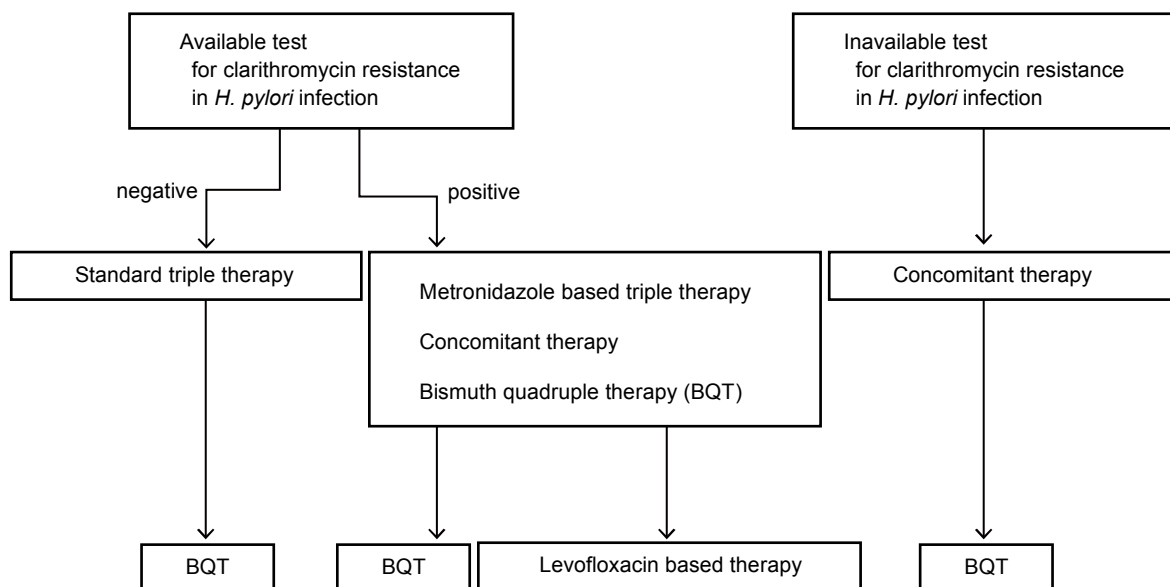 Available test
for clarithromycin resistance
in H. pylori infection
Inavailable test
for clarithromycin resistance
in H. pylori infection
negative
positive
Standard triple therapy
Metronidazole based triple therapy
Concomitant therapy
Bismuth quadruple therapy (BQT)
Concomitant therapy
BQT
BQT
Levofloxacin based therapy
BQT